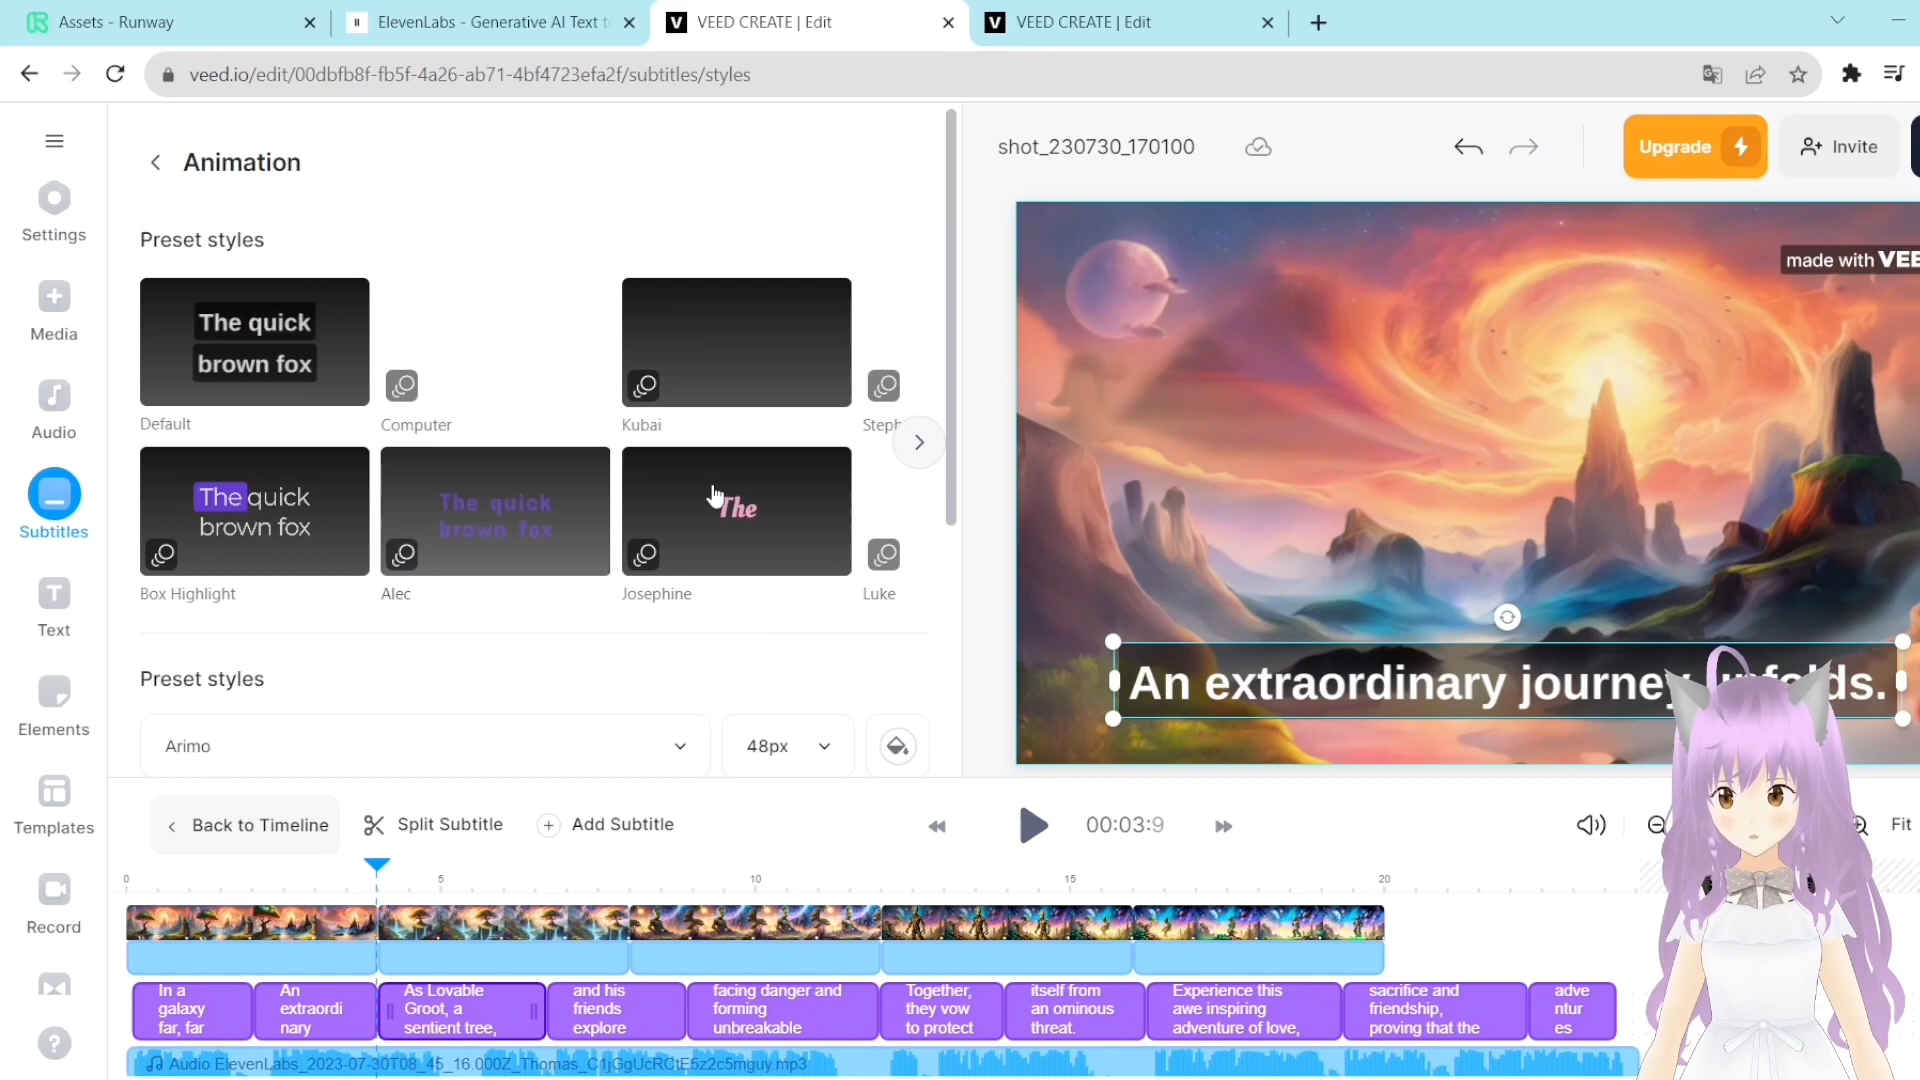 Assets - Runway
ElevenLabs - Generative AI Text to
VEED CREATE | Edit
VEED CREATE | Edit
veed.io/edit/00dbfb8f-fb5f-4a26-ab71-4bf4723efa2f/subtitles/styles
Settings
Media
Audio
Subtitles
Text
Elements
Templates
Record
Animation
Preset styles
The quick
brown fox
Default
Computer
Kubai
Steph
The quick
brown fox
Box Highlight
The quick
brown fox
Alec
The
Josephine
Luke
Preset styles
Arimo
48px
shot_230730_170100
Upgrade
Invite
made with VEE
An extraordinary journey unfolds.
Back to Timeline
Split Subtitle
Add Subtitle
00:03:9
Fit
0
5
10
15
20
In a
galaxy
far, far
An
extraordi
nary
As Lovable
Groot, a
sentient tree,
and his
friends
explore
facing danger and
forming
unbreakable
Together,
they vow
to protect
itself from
an ominous
threat.
Experience this
awe inspiring
adventure of love,
sacrifice and
friendship,
proving that the
adve
ntur
es
Audio ElevenLabs_2023-07-30T08_45_16.000Z_Thomas_C1jGgUcRCtE5z2c5mguy.mp3